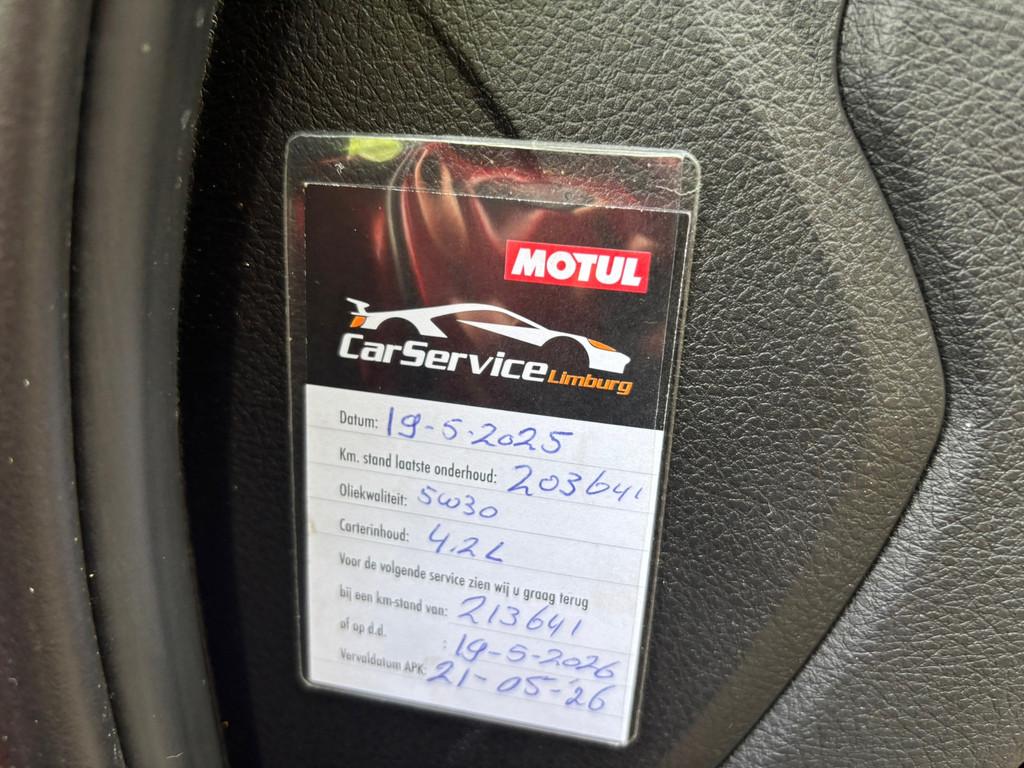 MOTUL
CarService Limburg
Datum: 19-5-2025
Km. stand laatste onderhoud: 203641
Oliekwaliteit: 5W30
Carterinhoud: 4.2L
Voor de volgende service zien wij u graag terug
bij een km-stand van: 213641
of op d.d. : 19-5-2026
Vervaldatum APK: 21-05-26